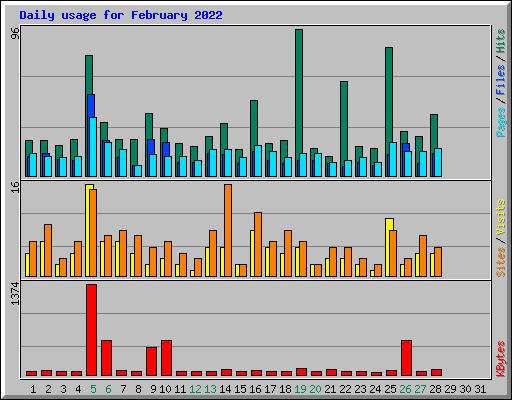 Daily usage for February 2022
96
Pages / Files / Hits
16
Sites / Visits
1374
KBytes
1 2 3 4 5 6 7 8 9 10 11 12 13 14 15 16 17 18 19 20 21 22 23 24 25 26 27 28 29 30 31